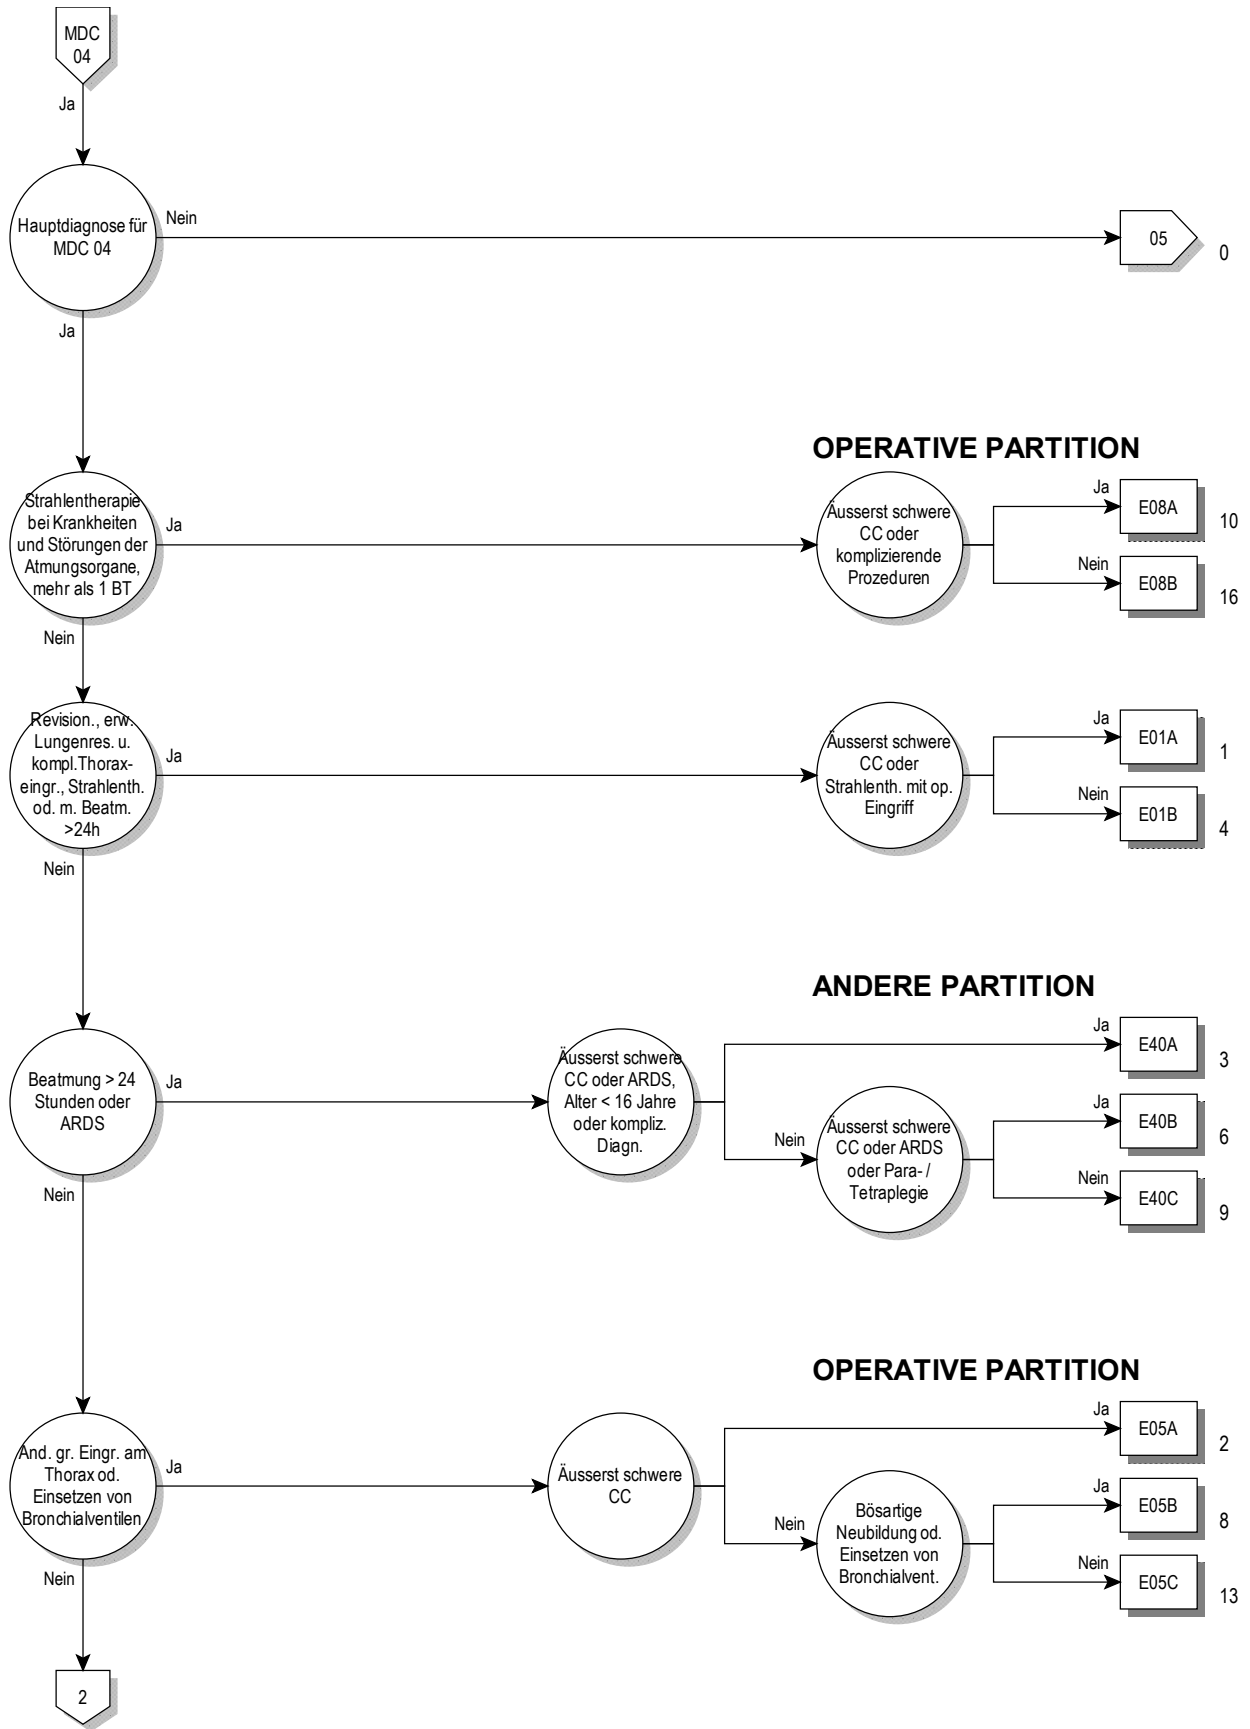 MDC
04
Ja
Hauptdiagnose für
MDC 04
Nein
05
0
Ja
OPERATIVE PARTITION
Strahlentherapie
bei Krankheiten
und Störungen der
Atmungsorgane,
mehr als 1 BT
Ja
Äusserst schwere
CC oder
komplizierende
Prozeduren
Ja
E08A
10
Nein
E08B
16
Nein
Revision., erw.
Lungenres. u.
kompl.Thorax-
eingr., Strahlenth.
od. m. Beatm.
>24h
Ja
Äusserst schwere
CC oder
Strahlenth. mit op.
Eingriff
Ja
E01A
1
Nein
E01B
4
Nein
ANDERE PARTITION
Beatmung > 24
Stunden oder
ARDS
Ja
Äusserst schwere
CC oder ARDS,
Alter < 16 Jahre
oder kompliz.
Diagn.
Ja
E40A
3
Nein
Äusserst schwere
CC oder ARDS
oder Para- /
Tetraplegie
Ja
E40B
6
Nein
E40C
9
Nein
OPERATIVE PARTITION
And. gr. Eingr. am
Thorax od.
Einsetzen von
Bronchialventilen
Ja
Äusserst schwere
CC
Ja
E05A
2
Nein
Bösartige
Neubildung od.
Einsetzen von
Bronchialvent.
Ja
E05B
8
Nein
E05C
13
Nein
2